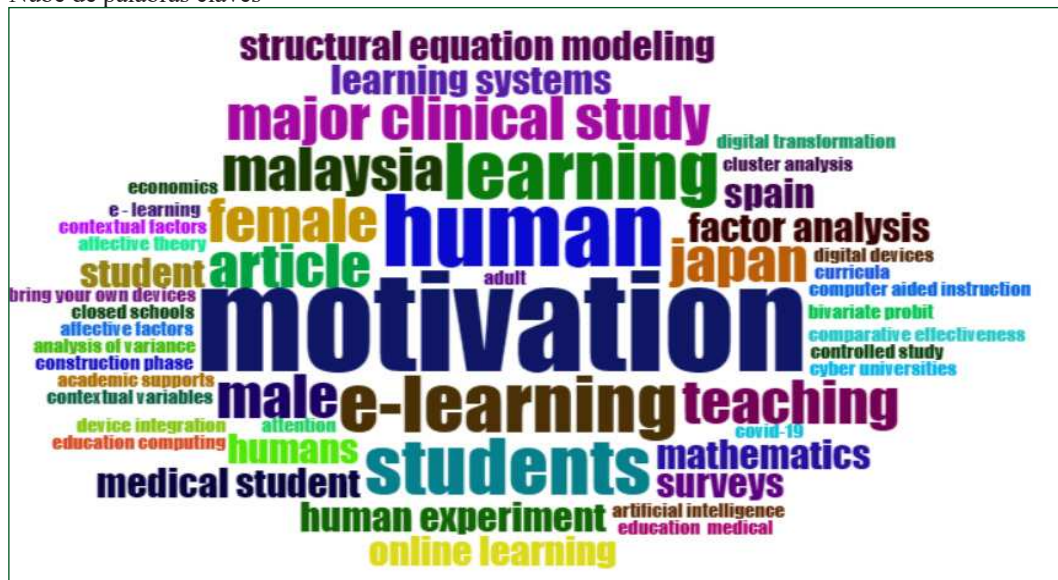 structural equation modeling
learning systems
major clinical study
digital transformation
malaysia learning cluster analysis
economics spain
e - learning female human factor analysis
contextual factors
affective theory
student article adult japan digital devices
curricula
bring your own devices motivation computer aided instruction
closed schools bivariate probit
affective factors comparative effectiveness
analysis of variance controlled study
construction phase cyber universities
academic supports male e-learning teaching
contextual variables
device integration attention covid-19
education computing humans students mathematics
medical student surveys
human experiment artificial intelligence
education medical
online learning